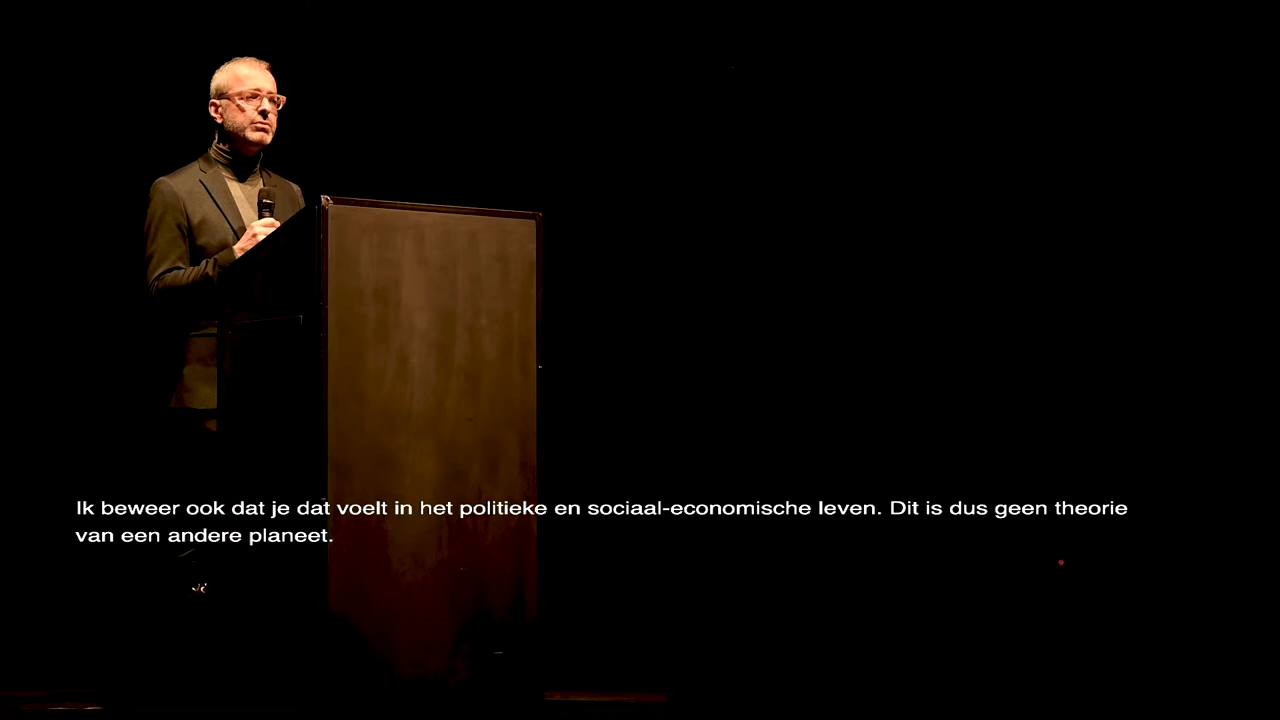 Ik beweer ook dat je dat voelt in het politieke en sociaal-economische leven. Dit is dus geen theorie
van een andere planeet.